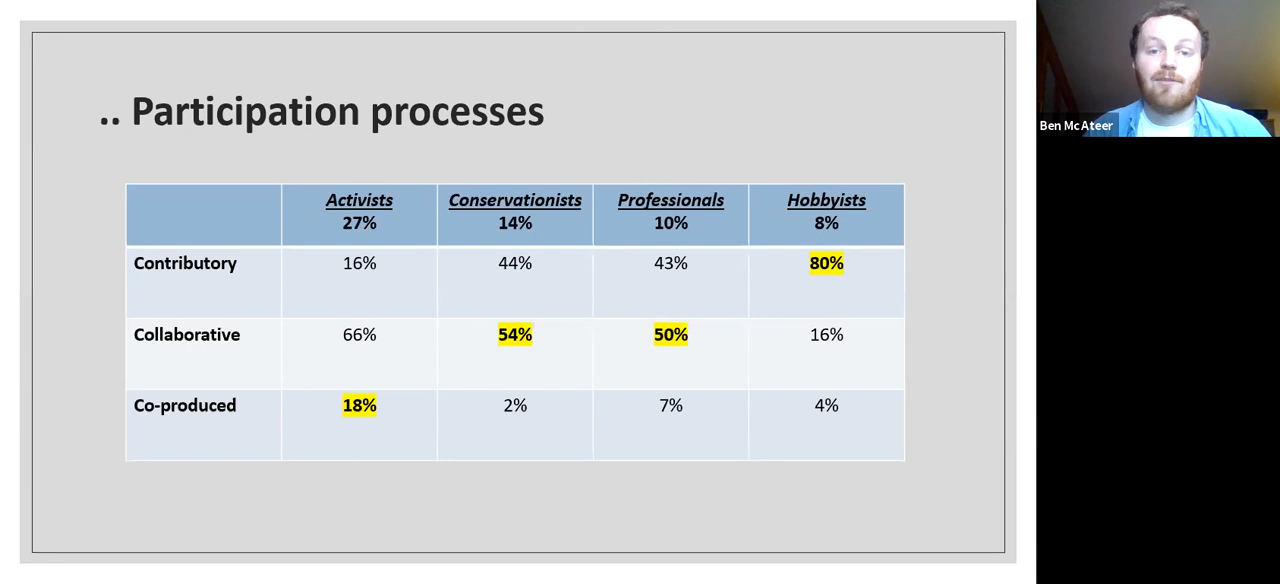 .. Participation processes
Activists Conservationists Professionals Hobbyists
27% 14% 10% 8%
Contributory 16% 44% 43% 80%
Collaborative 66% 54% 50% 16%
Co-produced 18% 2% 7% 4%
Ben McAteer